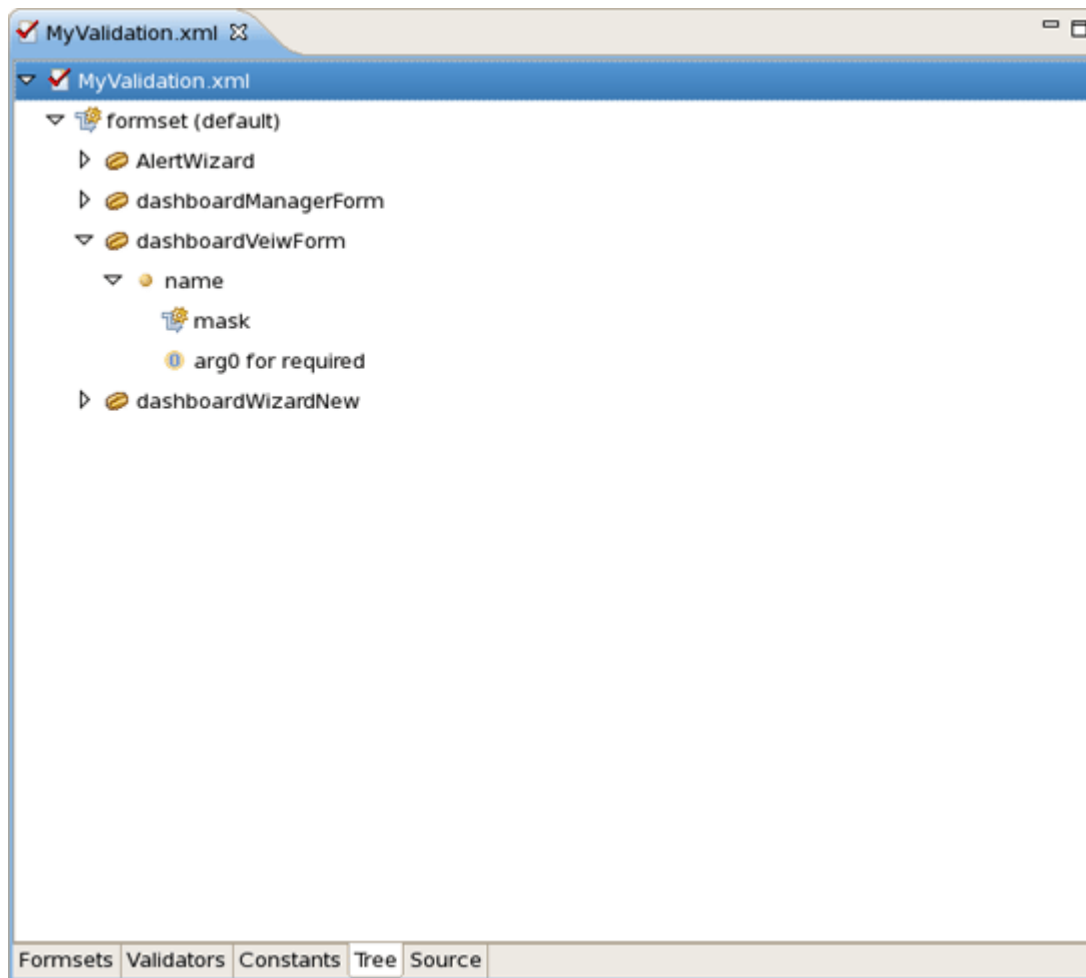 MyValidation.xml
MyValidation.xml
formset (default)
AlertWizard
dashboardManagerForm
dashboardVeiwForm
name
mask
0 arg0 for required
dashboardWizardNew
Formsets Validators Constants Tree Source